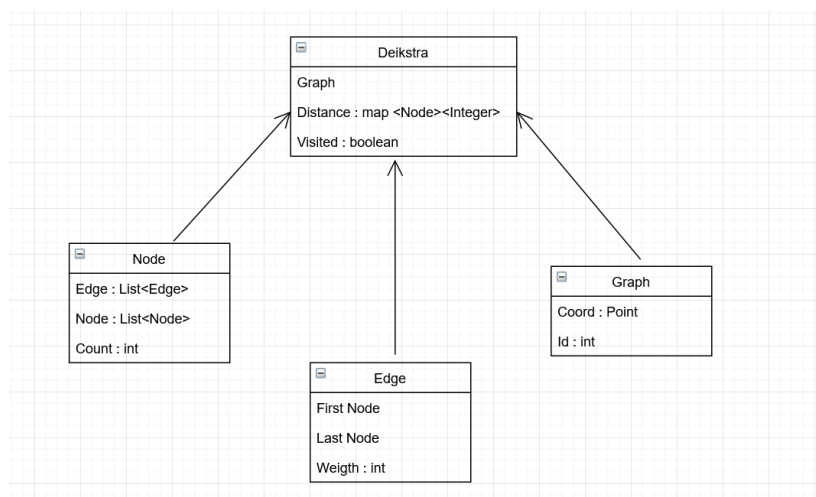 Deikstra
Graph
Distance : map <Node><Integer>
Visited : boolean
Node
Edge : List<Edge>
Node : List<Node>
Count : int
Edge
First Node
Last Node
Weigth : int
Graph
Coord : Point
Id : int